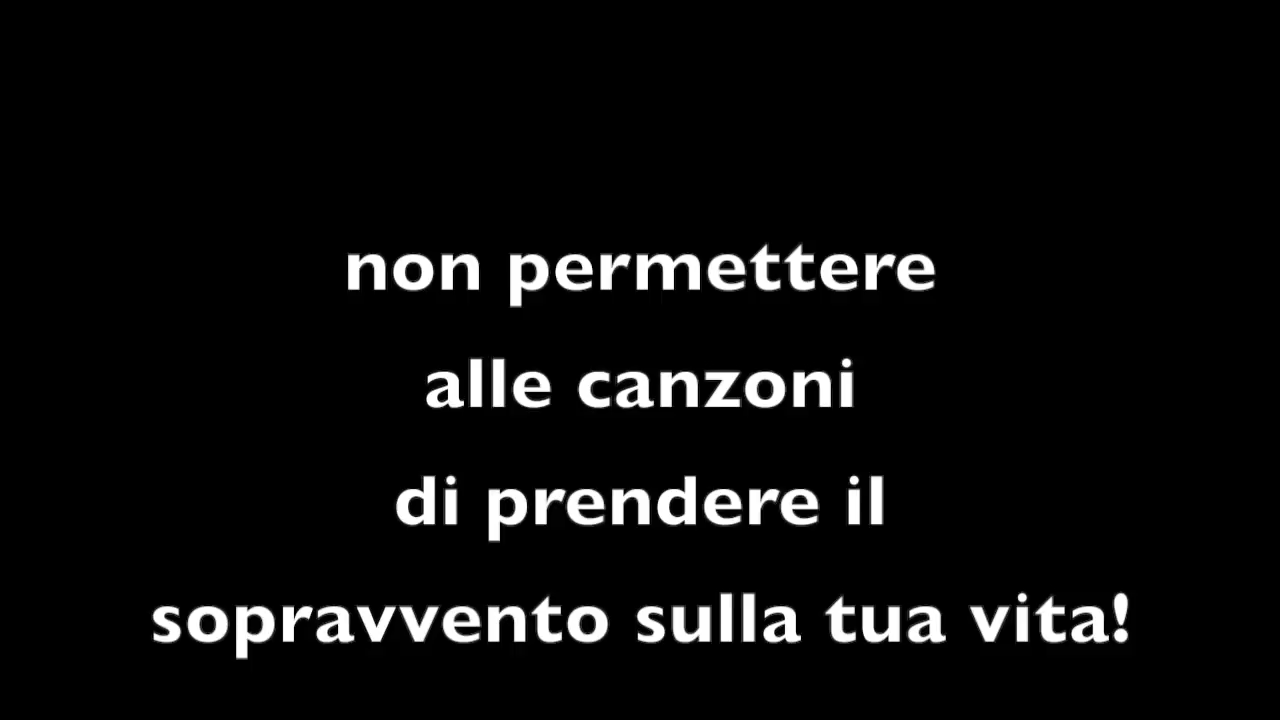 non permettere
alle canzoni
di prendere il
sopravvento sulla tua vita!